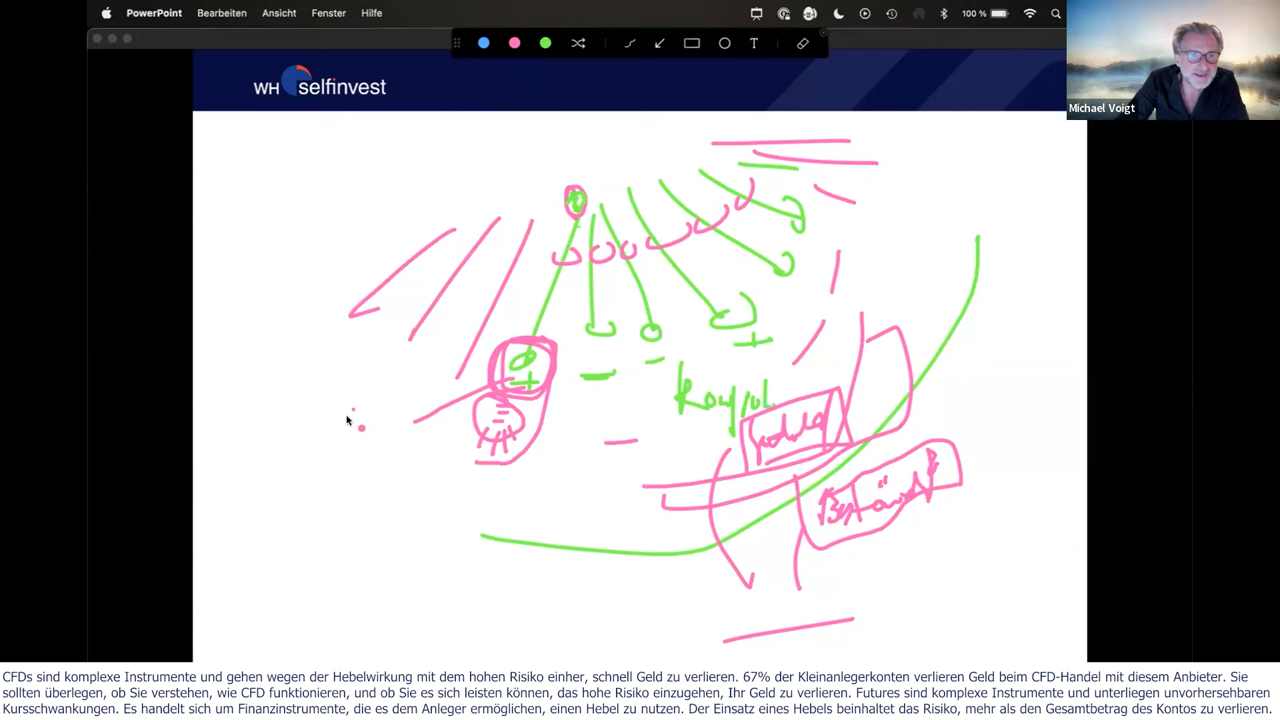 PowerPoint Bearbeiten Ansicht Fenster Hilfe 100 %
T
WH selfinvest
Michael Voigt
+
+
CFDs sind komplexe Instrumente und gehen wegen der Hebelwirkung mit dem hohen Risiko einher, schnell Geld zu verlieren. 67% der Kleinanlegerkonten verlieren Geld beim CFD-Handel mit diesem Anbieter. Sie
sollten überlegen, ob Sie verstehen, wie CFD funktionieren, und ob Sie es sich leisten können, das hohe Risiko einzugehen, Ihr Geld zu verlieren. Futures sind komplexe Instrumente und unterliegen unvorhersehbaren
Kursschwankungen. Es handelt sich um Finanzinstrumente, die es dem Anleger ermöglichen, einen Hebel zu nutzen. Der Einsatz eines Hebels beinhaltet das Risiko, mehr als den Gesamtbetrag des Kontos zu verlieren.